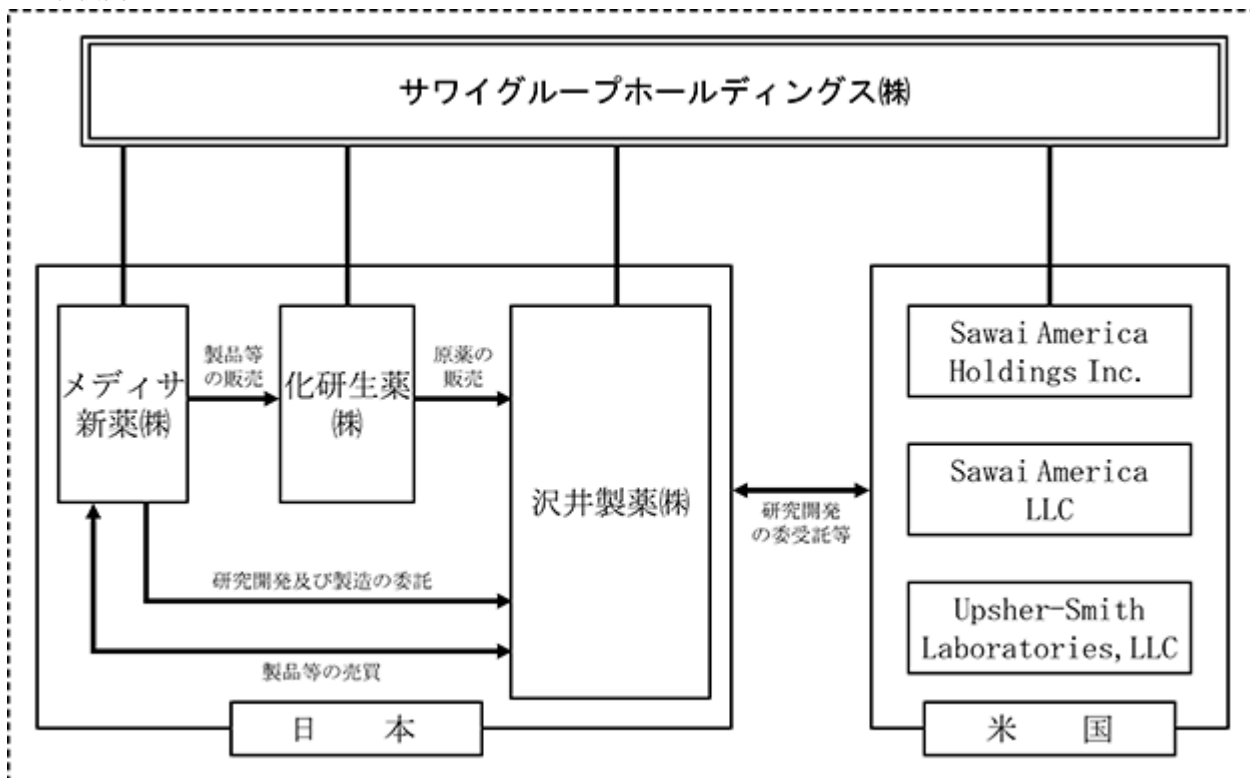 サワイグループホールディングス㈱
メディサ
新薬㈱
製品等
の販売
化研生薬
㈱
原薬の
販売
沢井製薬㈱
研究開発及び製造の委託
製品等の売買
日　本
研究開発
の委受託等
Sawai America
Holdings Inc.
Sawai America
LLC
Upsher-Smith
Laboratories, LLC
米　国